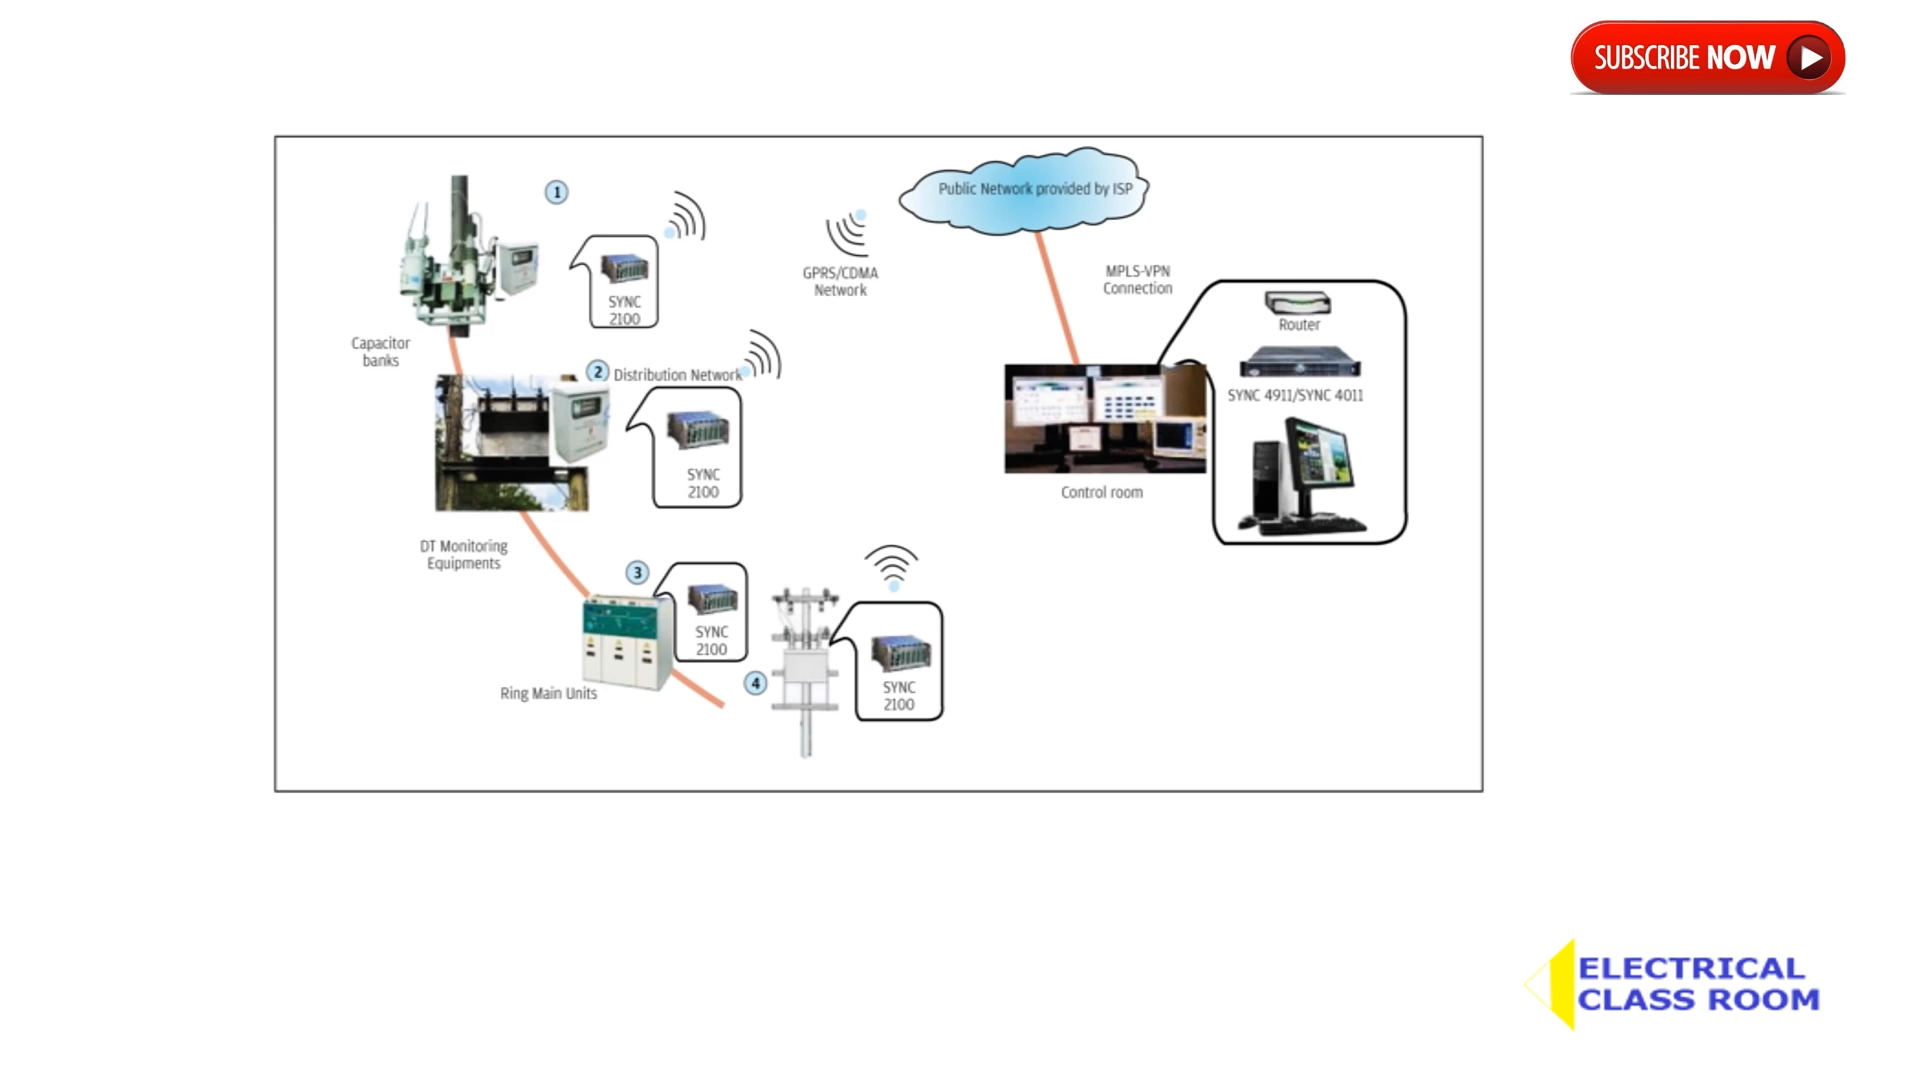 SUBSCRIBE NOW
Public Network provided by ISP
1
SYNC
2100
GPRS/CDMA
Network
MPLS-VPN
Connection
Router
Capacitor
banks
2
Distribution Network
SYNC 4911/SYNC 4011
SYNC
2100
Control room
DT Monitoring
Equipments
3
SYNC
2100
Ring Main Units
4
SYNC
2100
ELECTRICAL
CLASS ROOM